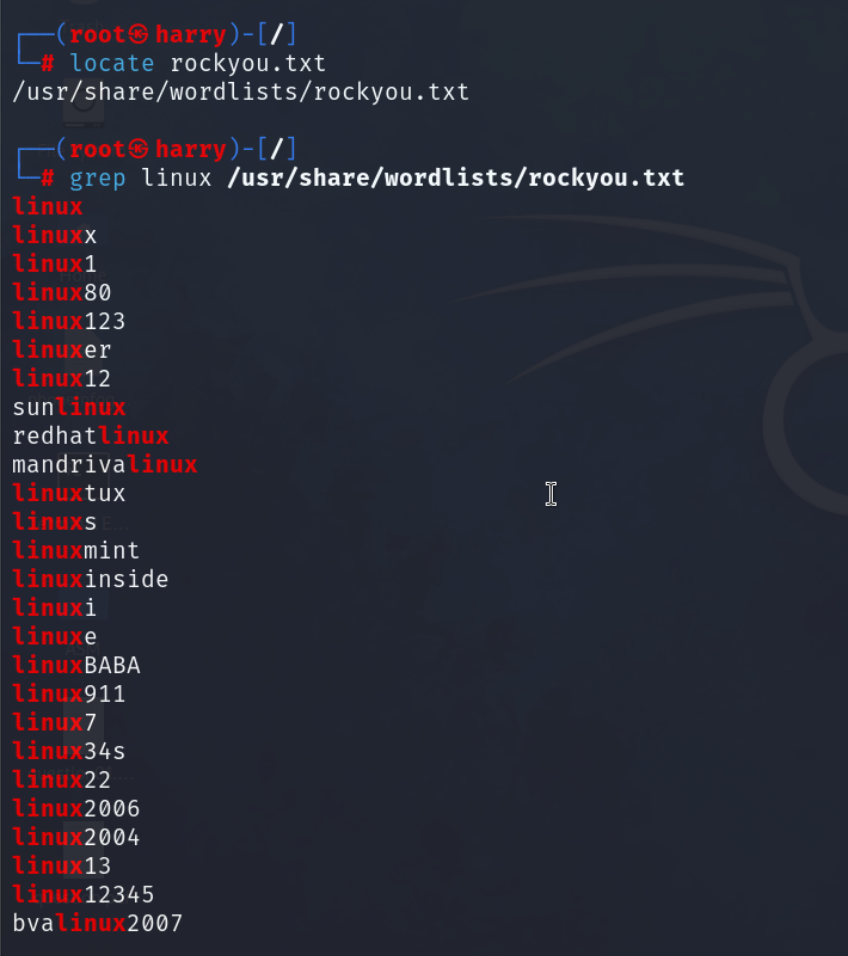 ┌──(root㉿harry)-[/]
└─# locate rockyou.txt
/usr/share/wordlists/rockyou.txt
┌──(root㉿harry)-[/]
└─# grep linux /usr/share/wordlists/rockyou.txt
linux
linuxx
linux1
linux80
linux123
linuxer
linux12
sunlinux
redhatlinux
mandrivalinux
linuxtux
linuxs
linuxmint
linuxinside
linuxi
linuxe
linuxBABA
linux911
linux7
linux34s
linux22
linux2006
linux2004
linux13
linux12345
bvalinux2007